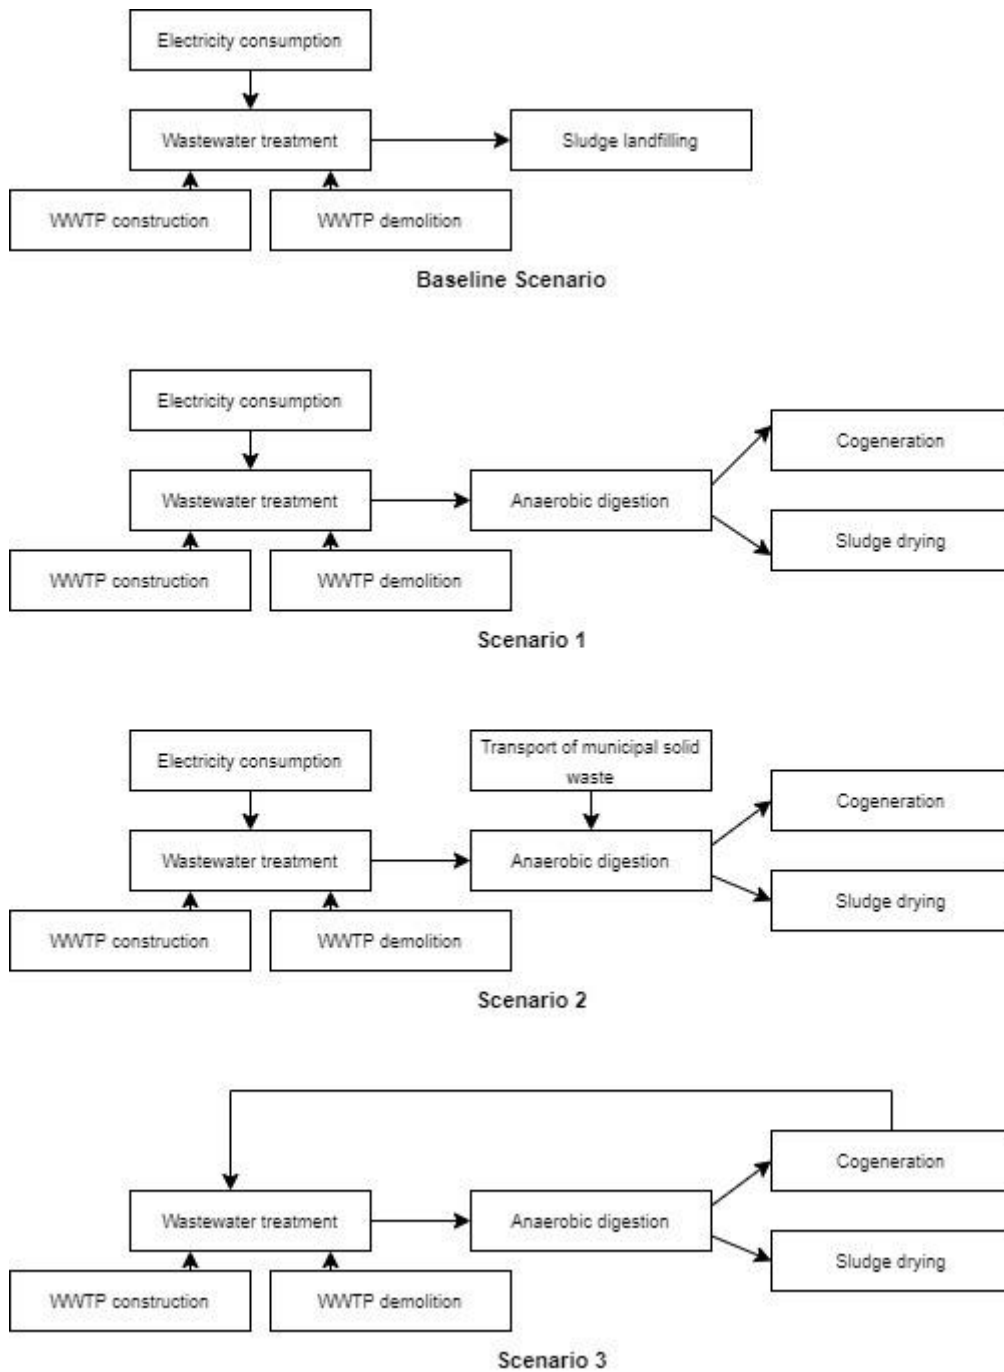 Electricity consumption
Wastewater treatment
Sludge landfilling
WWTP construction
WWTP demolition
Baseline Scenario
Electricity consumption
Cogeneration
Wastewater treatment
Anaerobic digestion
Sludge drying
WWTP construction
WWTP demolition
Scenario 1
Electricity consumption
Transport of municipal solid
waste
Cogeneration
Wastewater treatment
Anaerobic digestion
Sludge drying
WWTP construction
WWTP demolition
Scenario 2
Cogeneration
Wastewater treatment
Anaerobic digestion
Sludge drying
WWTP construction
WWTP demolition
Scenario 3